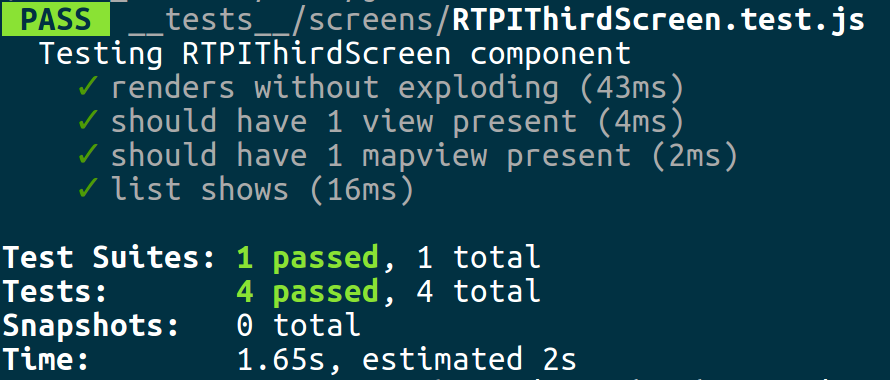 PASS __tests__/screens/RTPIThirdScreen.test.js
Testing RTPIThirdScreen component
✓ renders without exploding (43ms)
✓ should have 1 view present (4ms)
✓ should have 1 mapview present (2ms)
✓ list shows (16ms)
Test Suites: 1 passed, 1 total
Tests: 4 passed, 4 total
Snapshots: 0 total
Time: 1.65s, estimated 2s